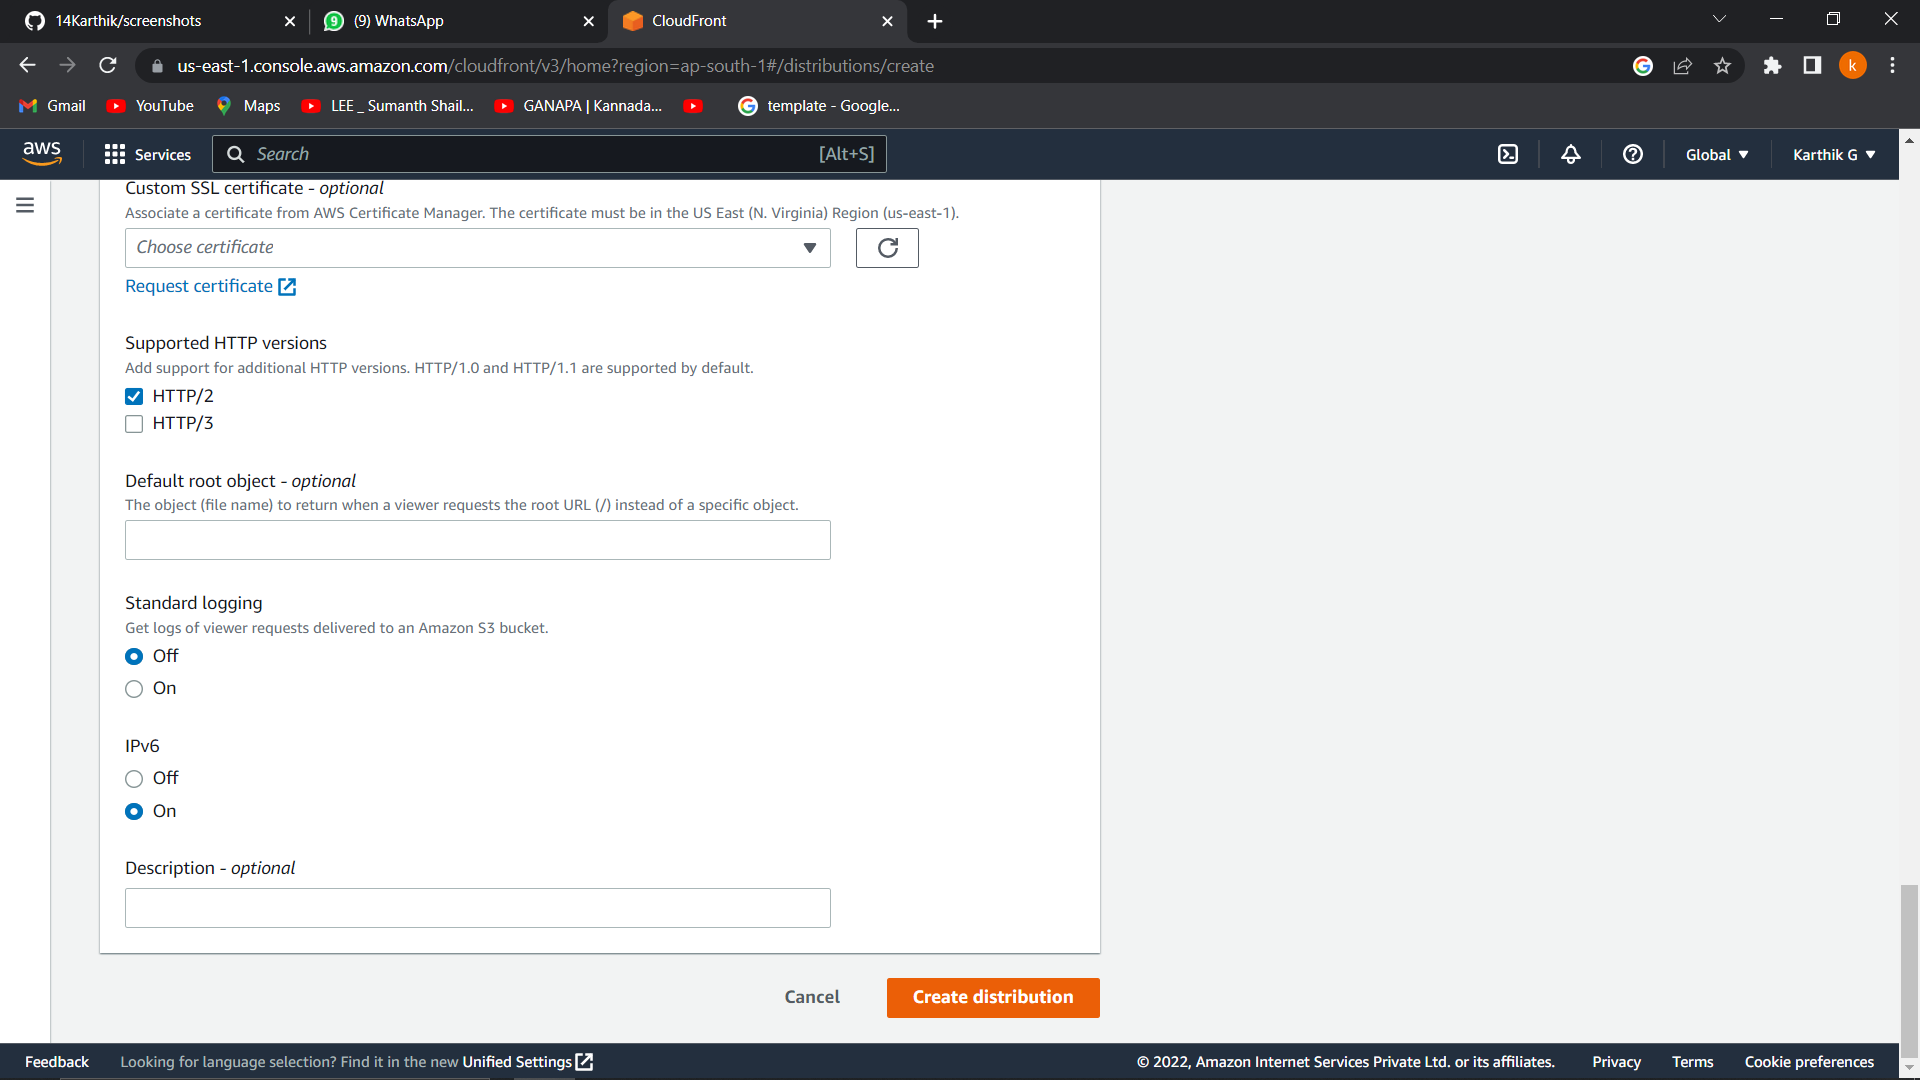 14Karthik/screenshots
(9) WhatsApp
CloudFront
us-east-1.console.aws.amazon.com/cloudfront/v3/home?region=ap-south-1#/distributions/create
k
Gmail
YouTube
Maps
LEE _ Sumanth Shail...
GANAPA | Kannada...
template - Google...
aws
Services
Search
[Alt+S]
Global
Karthik G
Custom SSL certificate - optional
Associate a certificate from AWS Certificate Manager. The certificate must be in the US East (N. Virginia) Region (us-east-1).
Choose certificate
Request certificate
Supported HTTP versions
Add support for additional HTTP versions. HTTP/1.0 and HTTP/1.1 are supported by default.
HTTP/2
HTTP/3
Default root object - optional
The object (file name) to return when a viewer requests the root URL (/) instead of a specific object.
Standard logging
Get logs of viewer requests delivered to an Amazon S3 bucket.
Off
On
IPv6
Off
On
Description - optional
Cancel
Create distribution
Feedback
Looking for language selection? Find it in the new Unified Settings
© 2022, Amazon Internet Services Private Ltd. or its affiliates.
Privacy
Terms
Cookie preferences